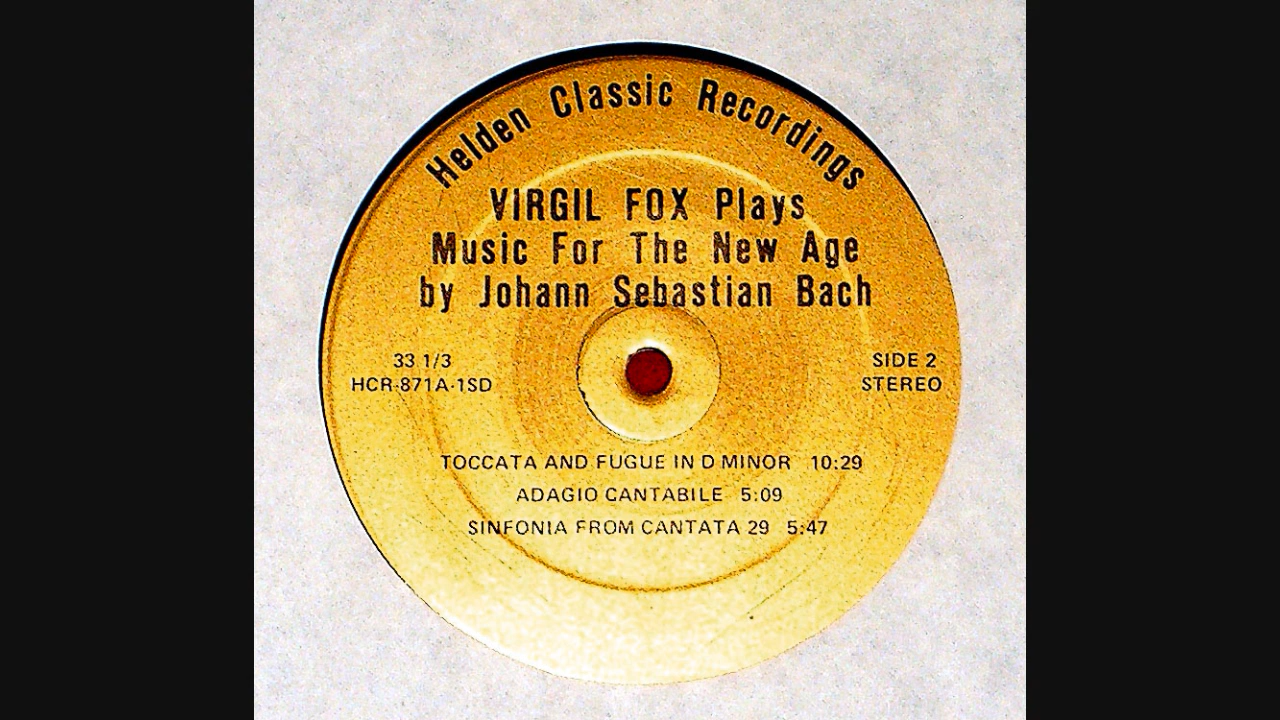 Helden Classic Recordings
VIRGIL FOX Plays
Music For The New Age
by Johann Sebastian Bach
33 1/3
HCR-871A-1SD
SIDE 2
STEREO
TOCCATA AND FUGUE IN D MINOR 10:29
ADAGIO CANTABILE 5:09
SINFONIA FROM CANTATA 29 5:47